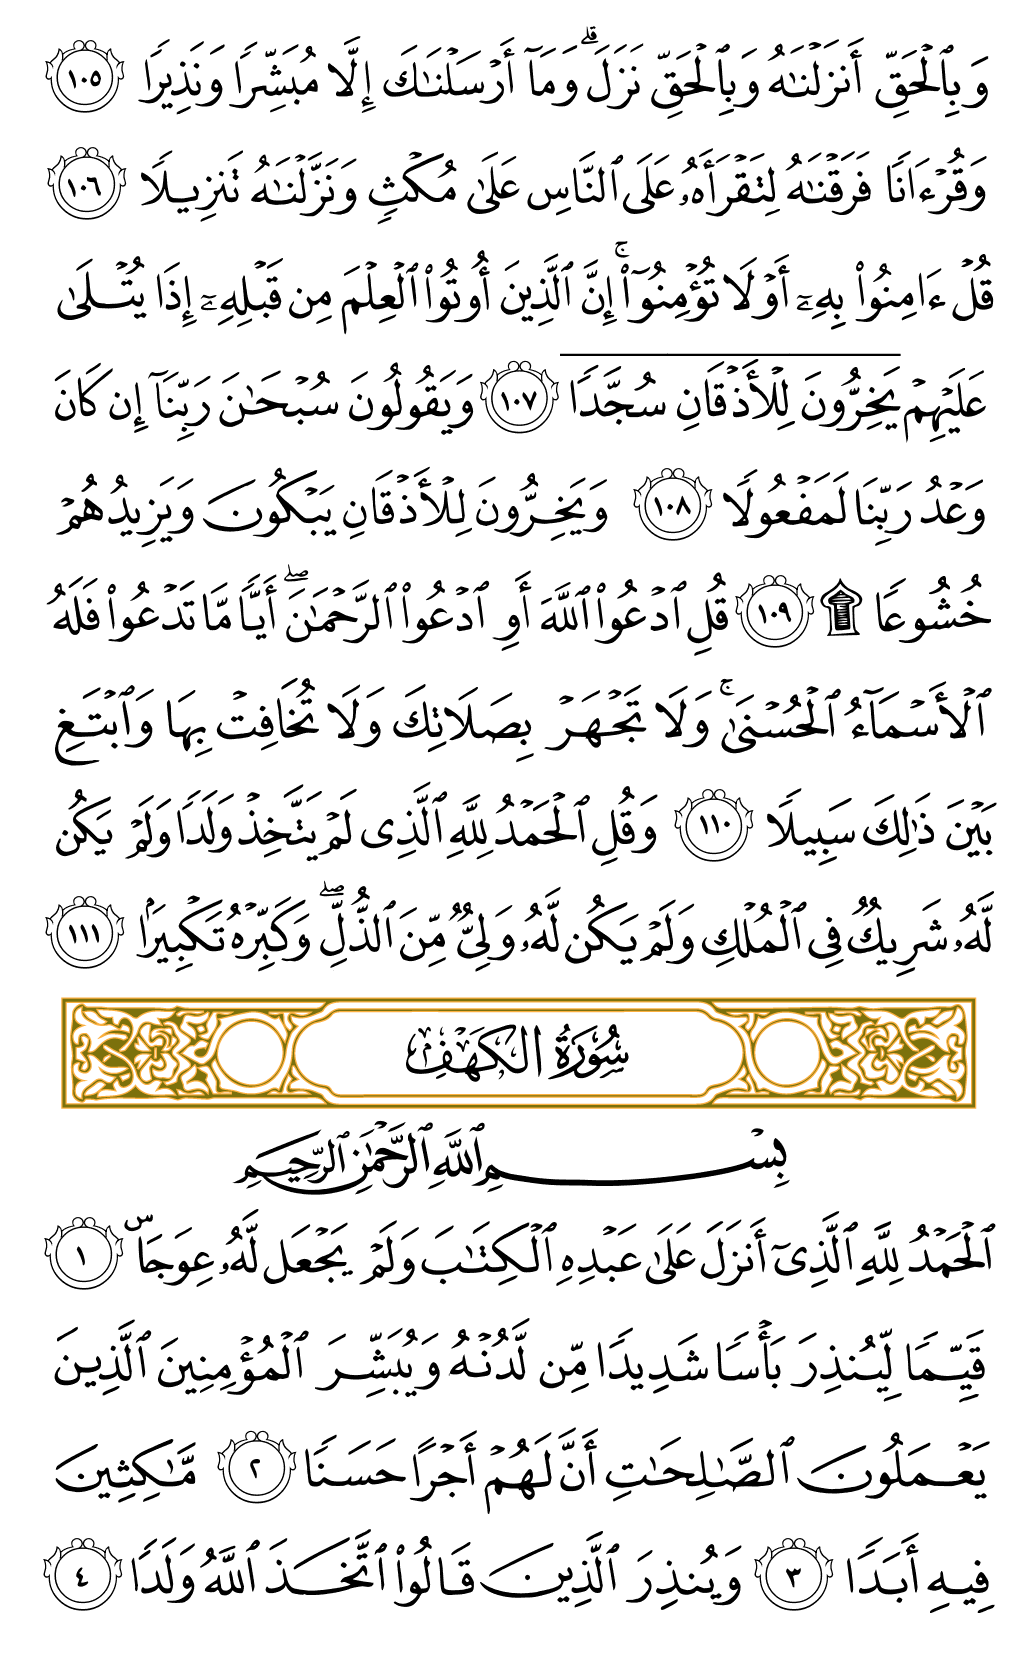 وَبِٱلۡحَقِّ أَنزَلۡنَٰهُ وَبِٱلۡحَقِّ نَزَلَۗ وَمَآ أَرۡسَلۡنَٰكَ إِلَّا مُبَشِّرٗا وَنَذِيرٗا ١٠٥
وَقُرۡءَانٗا فَرَقۡنَٰهُ لِتَقۡرَأَهُۥ عَلَى ٱلنَّاسِ عَلَىٰ مُكۡثٖ وَنَزَّلۡنَٰهُ تَنزِيلٗا ١٠٦
قُلۡ ءَامِنُواْ بِهِۦٓ أَوۡ لَا تُؤۡمِنُوٓاْۚ إِنَّ ٱلَّذِينَ أُوتُواْ ٱلۡعِلۡمَ مِن قَبۡلِهِۦٓ إِذَا يُتۡلَىٰ
عَلَيۡهِمۡ يَخِرُّونَۤ لِلۡأَذۡقَانِۤ سُجَّدٗاۤ ١٠٧ وَيَقُولُونَ سُبۡحَٰنَ رَبِّنَآ إِن كَانَ
وَعۡدُ رَبِّنَا لَمَفۡعُولٗا ١٠٨ وَيَخِرُّونَ لِلۡأَذۡقَانِ يَبۡكُونَ وَيَزِيدُهُمۡ
خُشُوعٗا ۩ ١٠٩ قُلِ ٱدۡعُواْ ٱللَّهَ أَوِ ٱدۡعُواْ ٱلرَّحۡمَٰنَۖ أَيّٗا مَّا تَدۡعُواْ فَلَهُ
ٱلۡأَسۡمَآءُ ٱلۡحُسۡنَىٰۚ وَلَا تَجۡهَرۡ بِصَلَاتِكَ وَلَا تُخَافِتۡ بِهَا وَٱبۡتَغِ
بَيۡنَ ذَٰلِكَ سَبِيلٗا ١١٠ وَقُلِ ٱلۡحَمۡدُ لِلَّهِ ٱلَّذِي لَمۡ يَتَّخِذۡ وَلَدٗا وَلَمۡ يَكُن
لَّهُۥ شَرِيكٞ فِي ٱلۡمُلۡكِ وَلَمۡ يَكُن لَّهُۥ وَلِيّٞ مِّنَ ٱلذُّلِّۖ وَكَبِّرۡهُ تَكۡبِيرَۢا ١١١
سُورَةُ الكَهۡفِ
بِسۡمِ ٱللَّهِ ٱلرَّحۡمَٰنِ ٱلرَّحِيمِ
ٱلۡحَمۡدُ لِلَّهِ ٱلَّذِيٓ أَنزَلَ عَلَىٰ عَبۡدِهِ ٱلۡكِتَٰبَ وَلَمۡ يَجۡعَل لَّهُۥ عِوَجَاۜ ١
قَيِّمٗا لِّيُنذِرَ بَأۡسٗا شَدِيدٗا مِّن لَّدُنۡهُ وَيُبَشِّرَ ٱلۡمُؤۡمِنِينَ ٱلَّذِينَ
يَعۡمَلُونَ ٱلصَّٰلِحَٰتِ أَنَّ لَهُمۡ أَجۡرًا حَسَنٗا ٢ مَّٰكِثِينَ
فِيهِ أَبَدٗا ٣ وَيُنذِرَ ٱلَّذِينَ قَالُواْ ٱتَّخَذَ ٱللَّهُ وَلَدٗا ٤